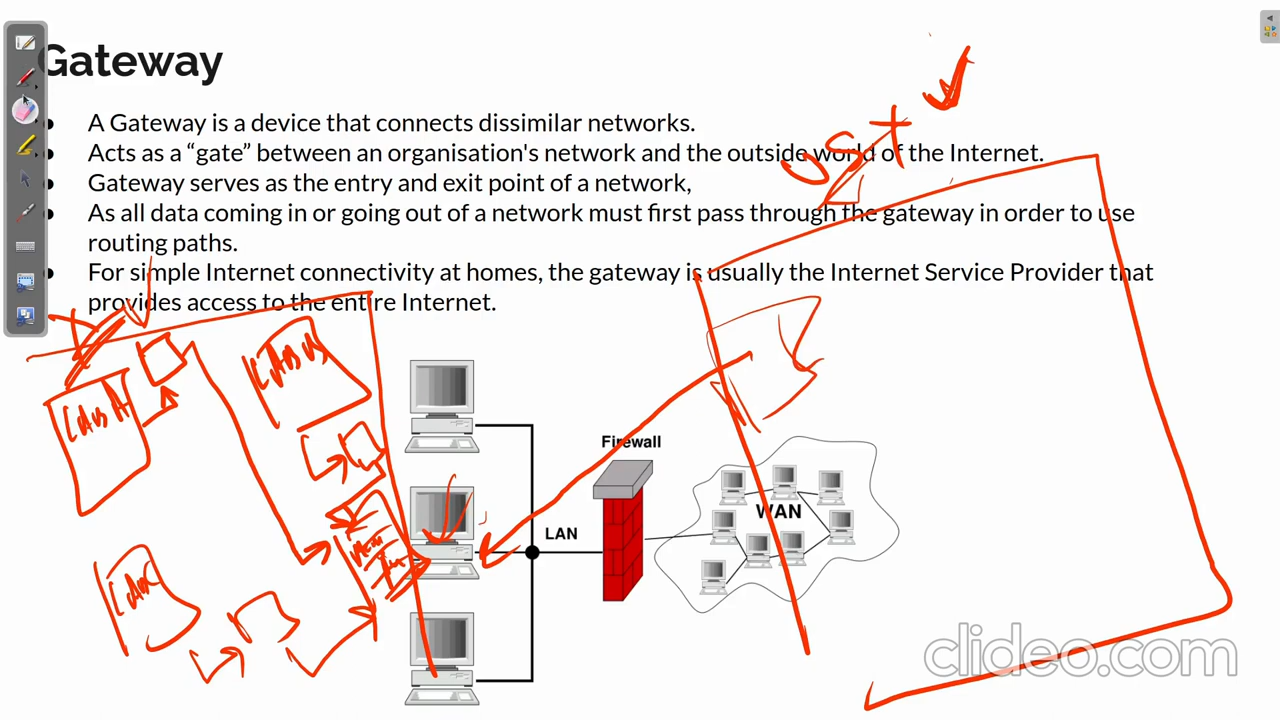 Gateway
A Gateway is a device that connects dissimilar networks.
Acts as a “gate” between an organisation's network and the outside world of the Internet.
Gateway serves as the entry and exit point of a network,
As all data coming in or going out of a network must first pass through the gateway in order to use
routing paths.
For simple Internet connectivity at homes, the gateway is usually the Internet Service Provider that
provides access to the entire Internet.
Firewall
LAN
WAN
clideo.com